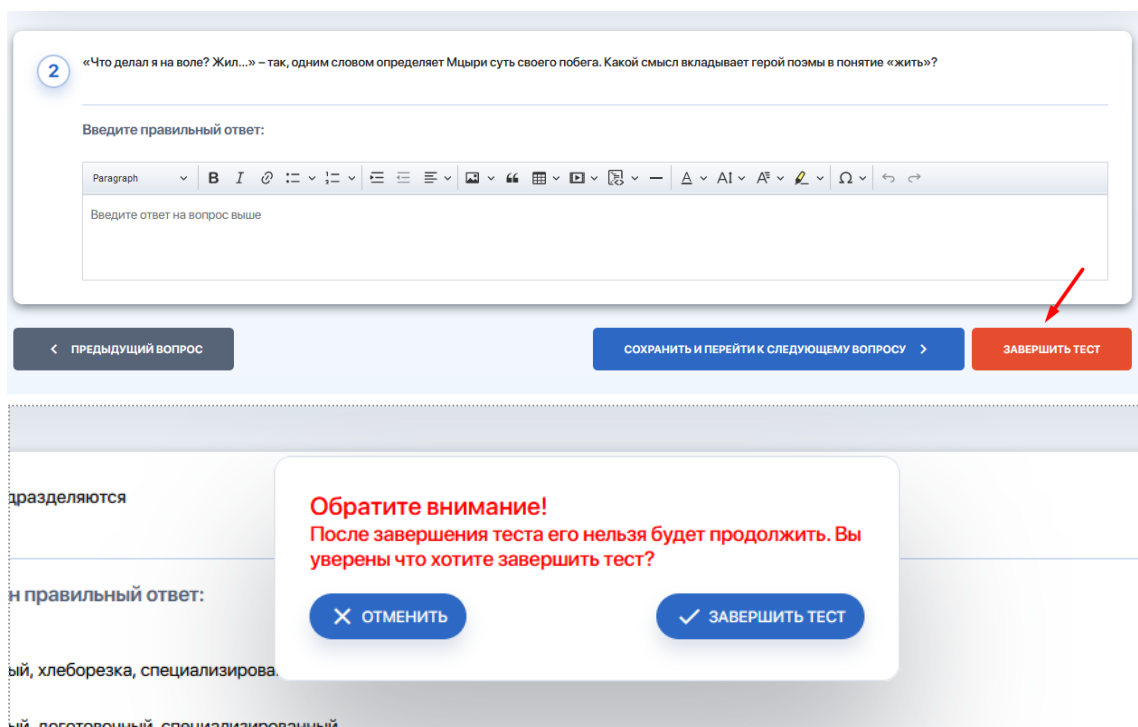 2
«Что делал я на воле? Жил...» – так, одним словом определяет Мцыри суть своего побега. Какой смысл вкладывает герой поэмы в понятие «жить»?
Введите правильный ответ:
Paragraph
Введите ответ на вопрос выше
ПРЕДЫДУЩИЙ ВОПРОС
СОХРАНИТЬ И ПЕРЕЙТИ К СЛЕДУЮЩЕМУ ВОПРОСУ
ЗАВЕРШИТЬ ТЕСТ
дразделяются
Обратите внимание!
После завершения теста его нельзя будет продолжить. Вы
уверены что хотите завершить тест?
н правильный ответ:
ОТМЕНИТЬ
ЗАВЕРШИТЬ ТЕСТ
ый, хлеборезка, специализирова
ый, доготовочный, специализированный